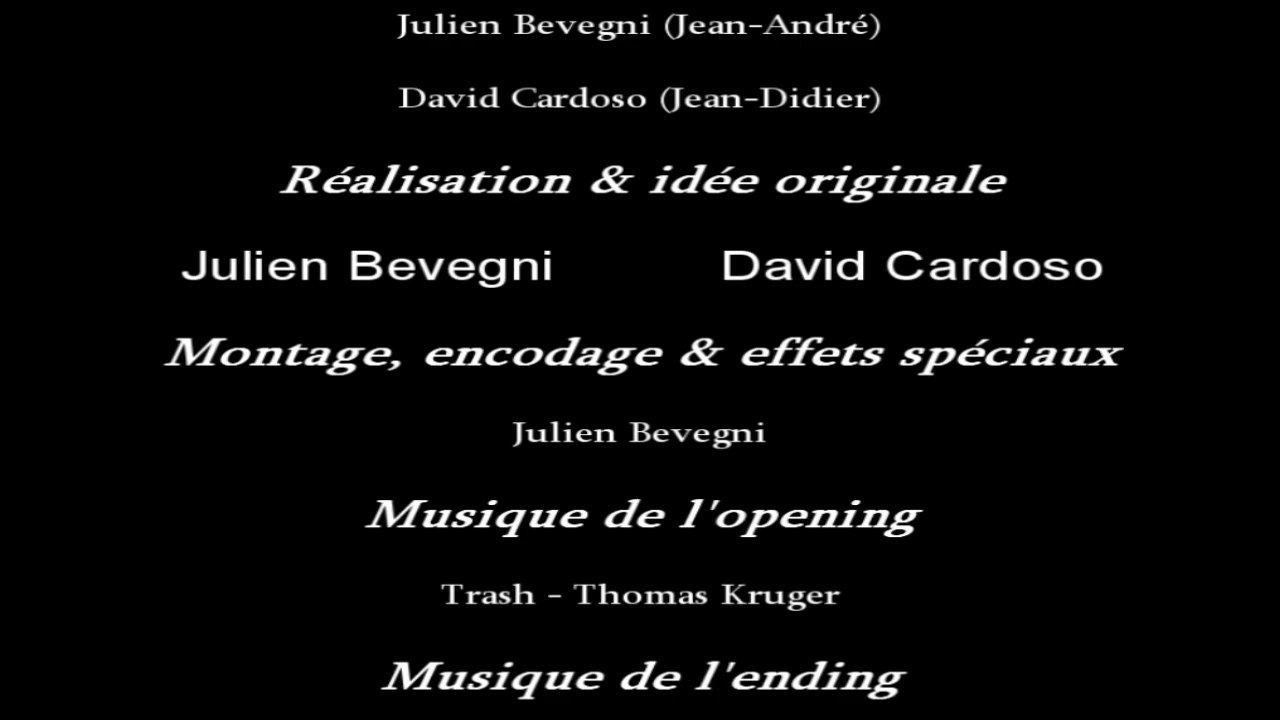 Julien Bevegni (Jean-André)
David Cardoso (Jean-Didier)
Réalisation & idée originale
Julien Bevegni David Cardoso
Montage, encodage & effets spéciaux
Julien Bevegni
Musique de l'opening
Trash - Thomas Kruger
Musique de l'ending